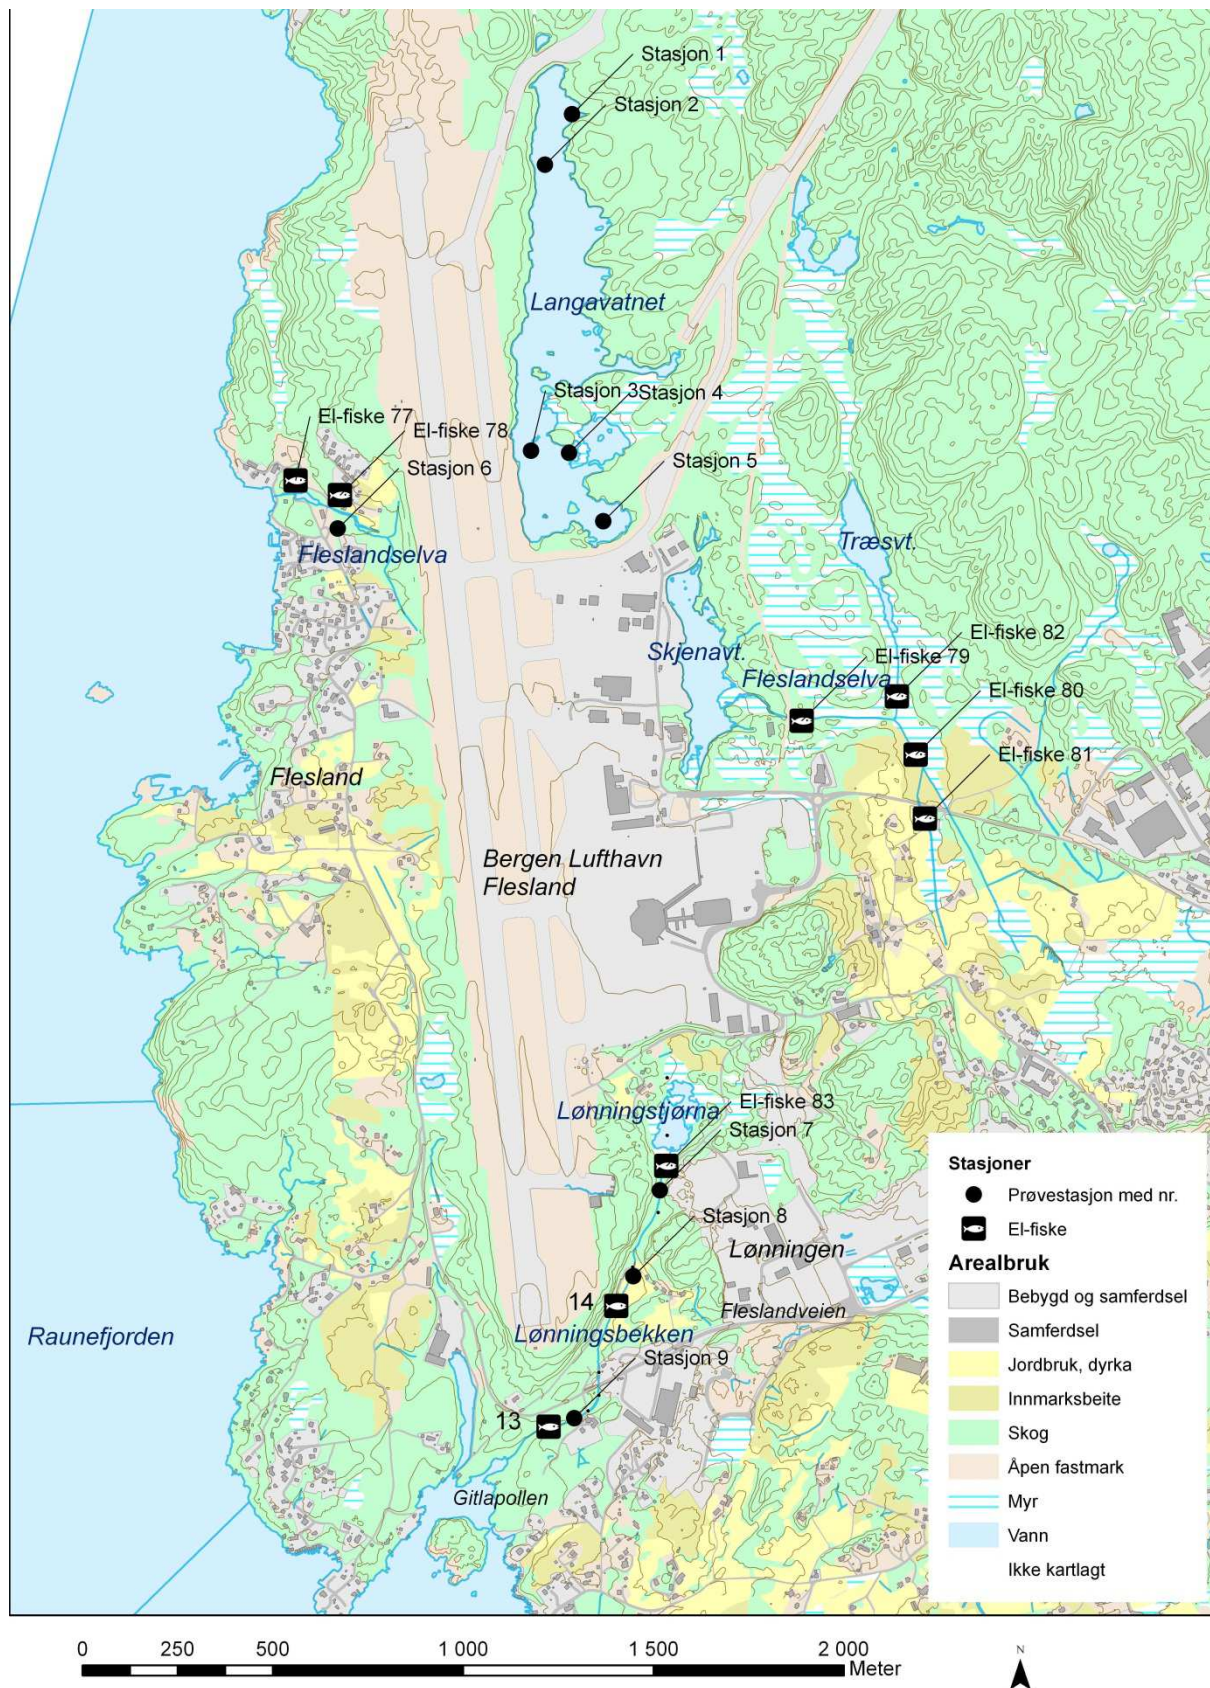 Stasjon 1
Stasjon 2
Langavatnet
Stasjon 3
Stasjon 4
El-fiske 77
El-fiske 78
Stasjon 6
Stasjon 5
Fleslandselva
Træsvt.
Skjenavt.
El-fiske 82
El-fiske 79
Fleslandselva
El-fiske 80
El-fiske 81
Flesland
Bergen Lufthavn
Flesland
Lønningstjørna
El-fiske 83
Stasjon 7
Stasjon 8
Lønningen
14
Fleslandveien
Lønningsbekken
Raunefjorden
Stasjon 9
13
Gitlapollen
Stasjoner
Prøvestasjon med nr.
El-fiske
Arealbruk
Bebygd og samferdsel
Samferdsel
Jordbruk, dyrka
Innmarksbeite
Skog
Åpen fastmark
Myr
Vann
Ikke kartlagt
0 250 500 1 000 1 500 2 000
Meter
N